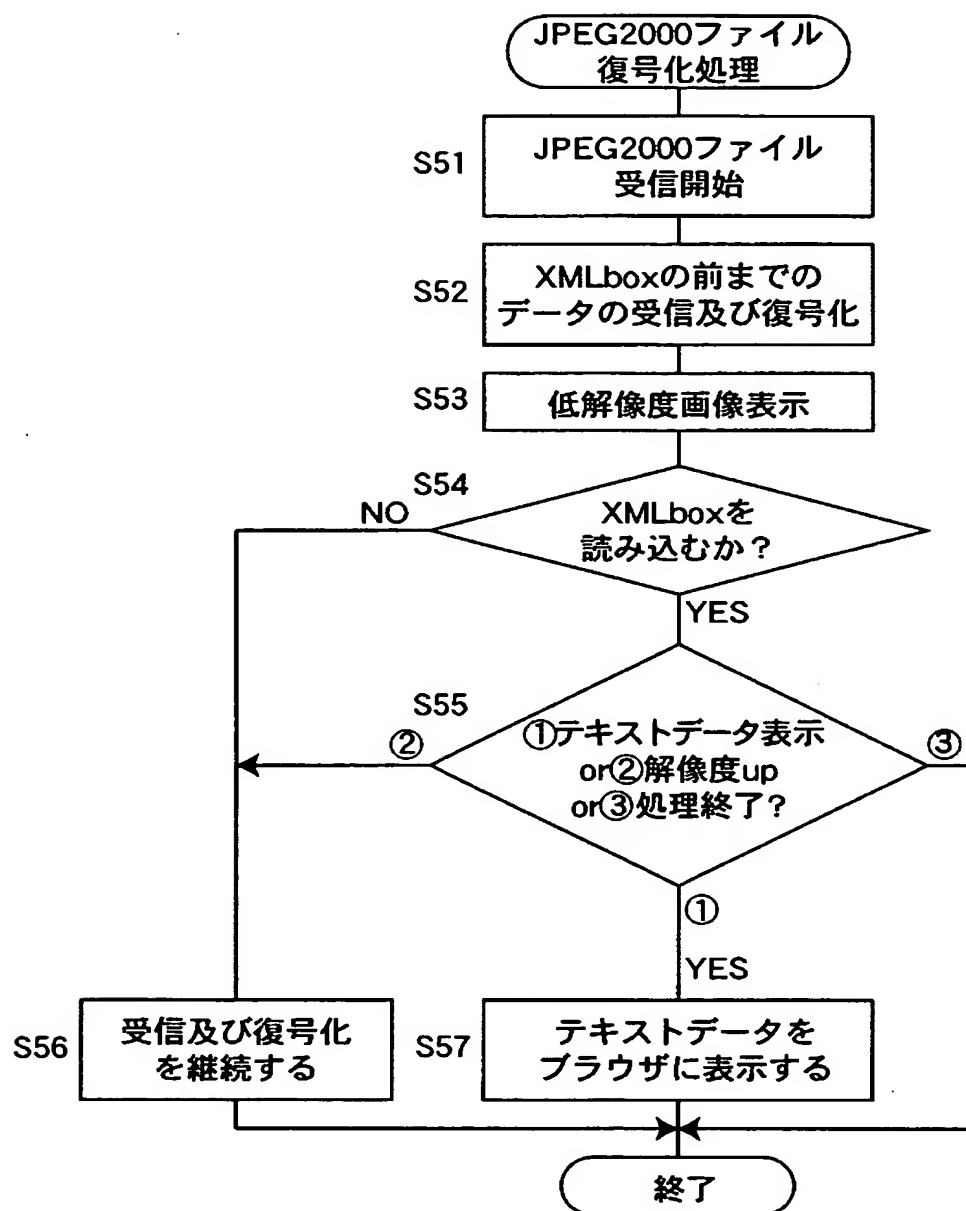 JPEG2000ファイル
復号化処理
S51
JPEG2000ファイル
受信開始
S52
XMLboxの前までの
データの受信及び復号化
S53
低解像度画像表示
S54
NO
XMLboxを
読み込むか？
YES
S55
②
①テキストデータ表示
or②解像度up
or③処理終了？
③
①
YES
S56
受信及び復号化
を継続する
S57
テキストデータを
ブラウザに表示する
終了